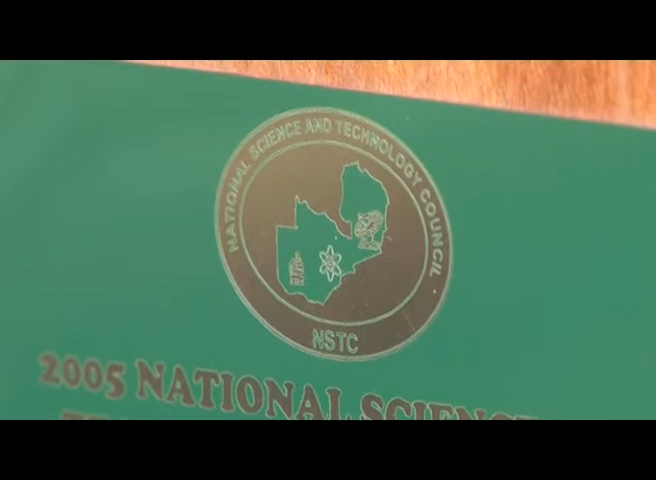 NATIONAL SCIENCE AND TECHNOLOGY COUNCIL
NSTC
2005 NATIONAL SCIENCE